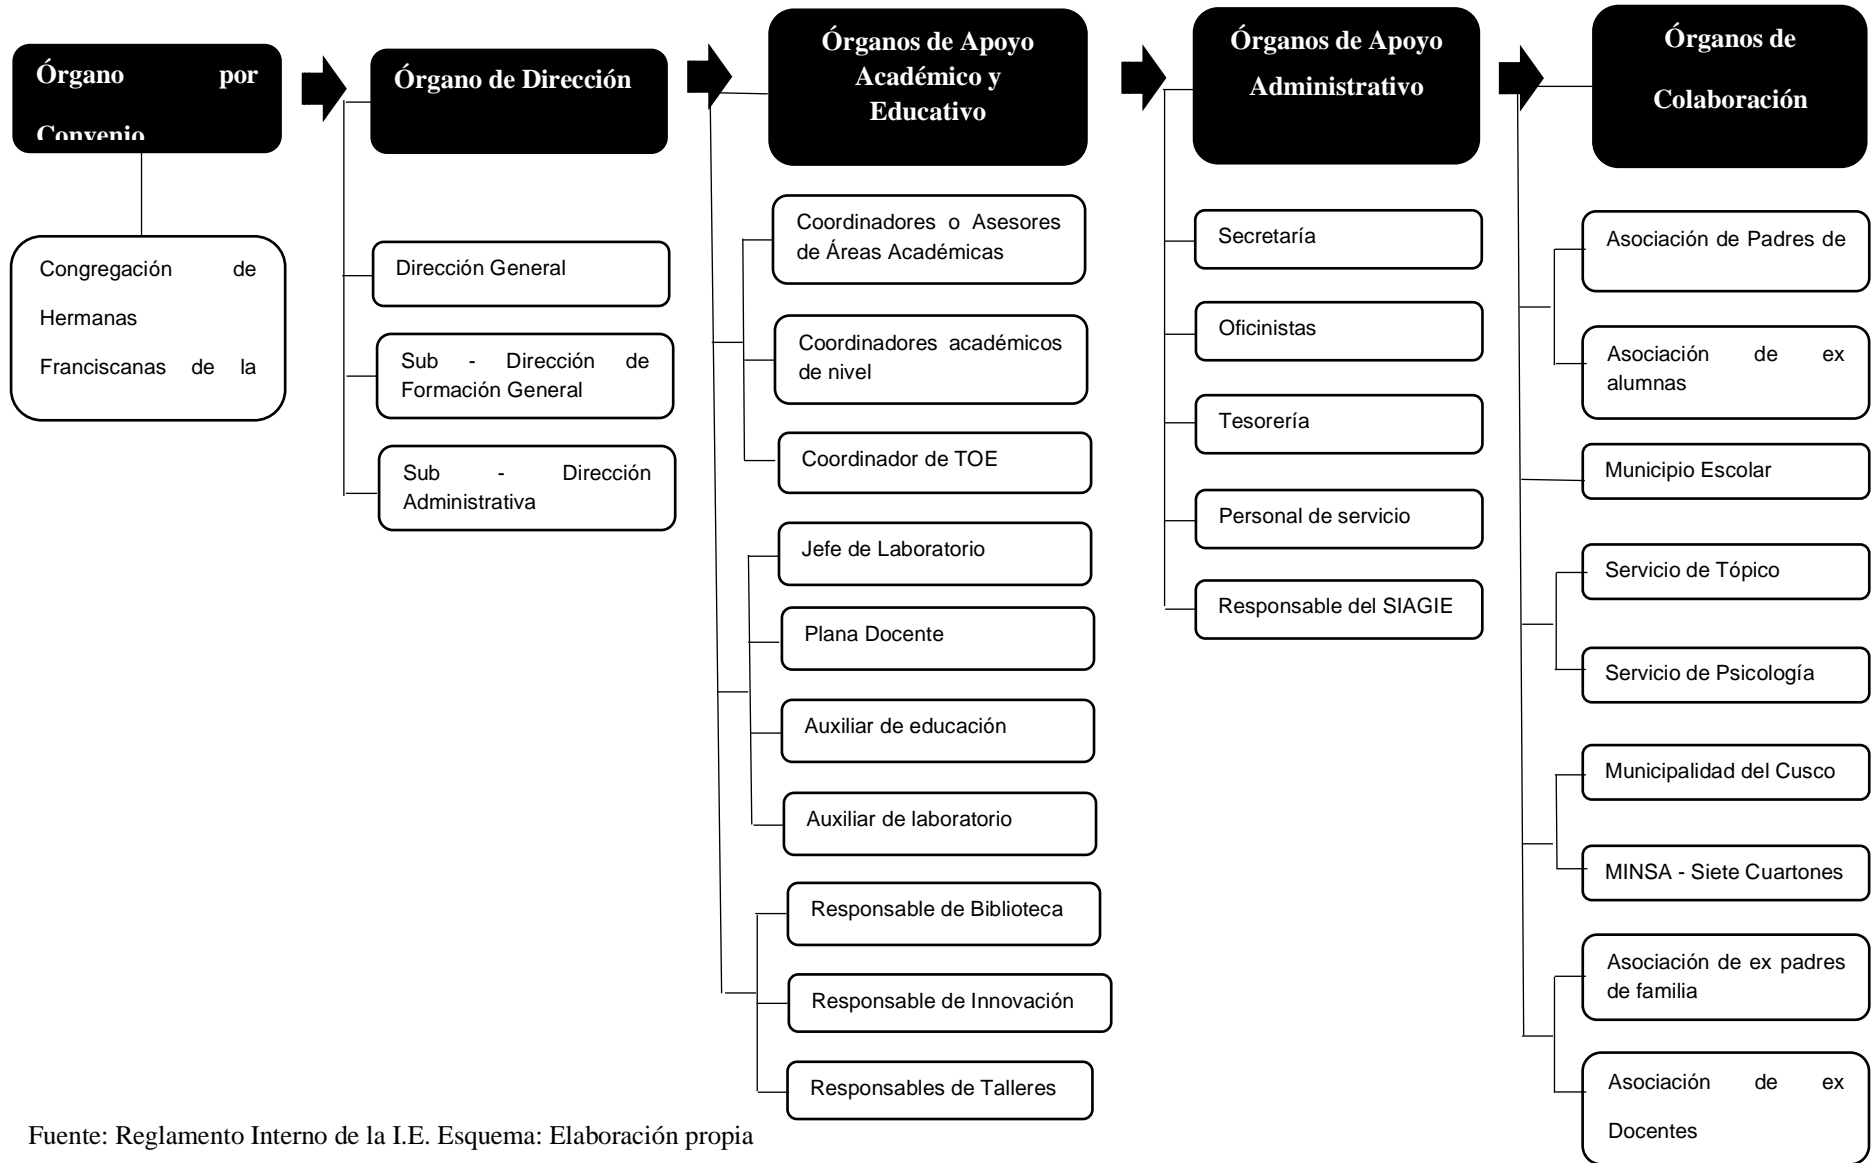 Órgano por
Convenio
Congregación de
Hermanas
Franciscanas de la
Órgano de Dirección
Dirección General
Sub - Dirección de
Formación General
Sub - Dirección
Administrativa
Órganos de Apoyo
Académico y
Educativo
Coordinadores o Asesores
de Áreas Académicas
Coordinadores académicos
de nivel
Coordinador de TOE
Jefe de Laboratorio
Plana Docente
Auxiliar de educación
Auxiliar de laboratorio
Responsable de Biblioteca
Responsable de Innovación
Responsables de Talleres
Órganos de Apoyo
Administrativo
Secretaría
Oficinistas
Tesorería
Personal de servicio
Responsable del SIAGIE
Órganos de
Colaboración
Asociación de Padres de
Asociación de ex
alumnas
Municipio Escolar
Servicio de Tópico
Servicio de Psicología
Municipalidad del Cusco
MINSA - Siete Cuartones
Asociación de ex padres
de familia
Asociación de ex
Docentes
Fuente: Reglamento Interno de la I.E. Esquema: Elaboración propia